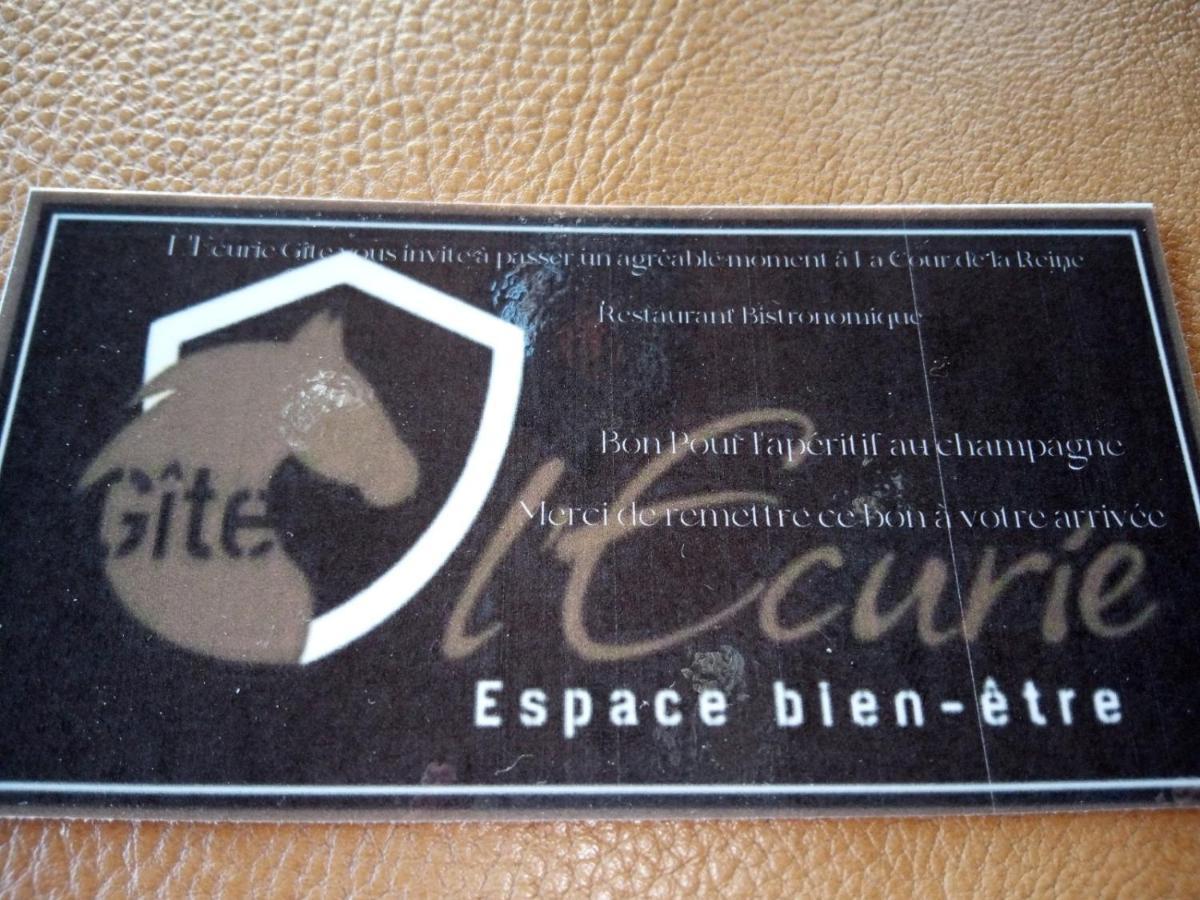 L'Ecurie Gîte vous invite à passer un agréable moment à La Cour de la Reine
Restaurant Bistronomique
Bon Pour l'apéritif au champagne
Merci de remettre ce bon à votre arrivée
Gîte
l'Ecurie
Espace bien-être